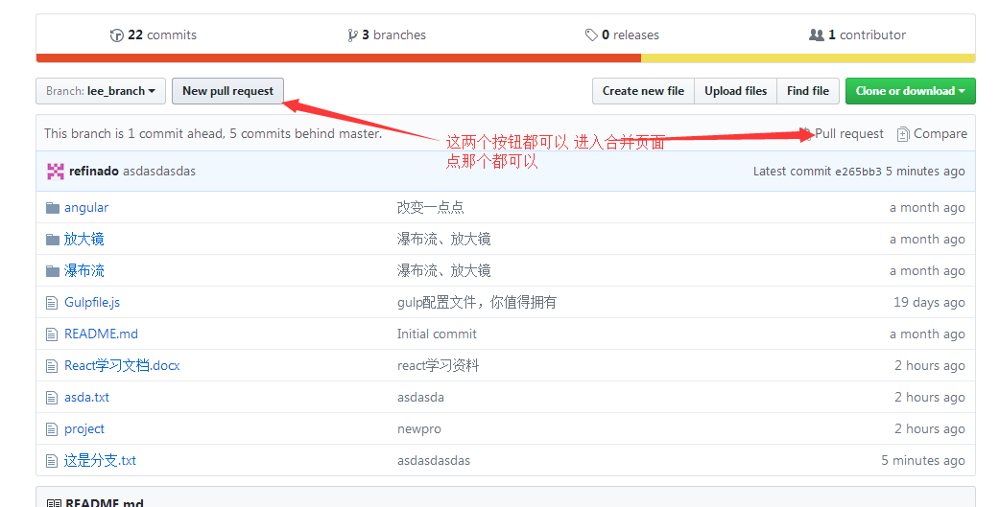 22 commits 3 branches 0 releases 1 contributor
Branch: lee_branch New pull request Create new file Upload files Find file Clone or download
This branch is 1 commit ahead, 5 commits behind master. Pull request Compare
这两个按钮都可以 进入合并页面
点那个都可以
refinado asdasdasdas Latest commit e265bb3 5 minutes ago
angular 改变一点点 a month ago
放大镜 瀑布流、放大镜 a month ago
瀑布流 瀑布流、放大镜 a month ago
Gulpfile.js gulp配置文件，你值得拥有 19 days ago
README.md Initial commit a month ago
React学习文档.docx react学习资料 2 hours ago
asda.txt asdasda 2 hours ago
project newpro 2 hours ago
这是分支.txt asdasdasdas 5 minutes ago
README.md